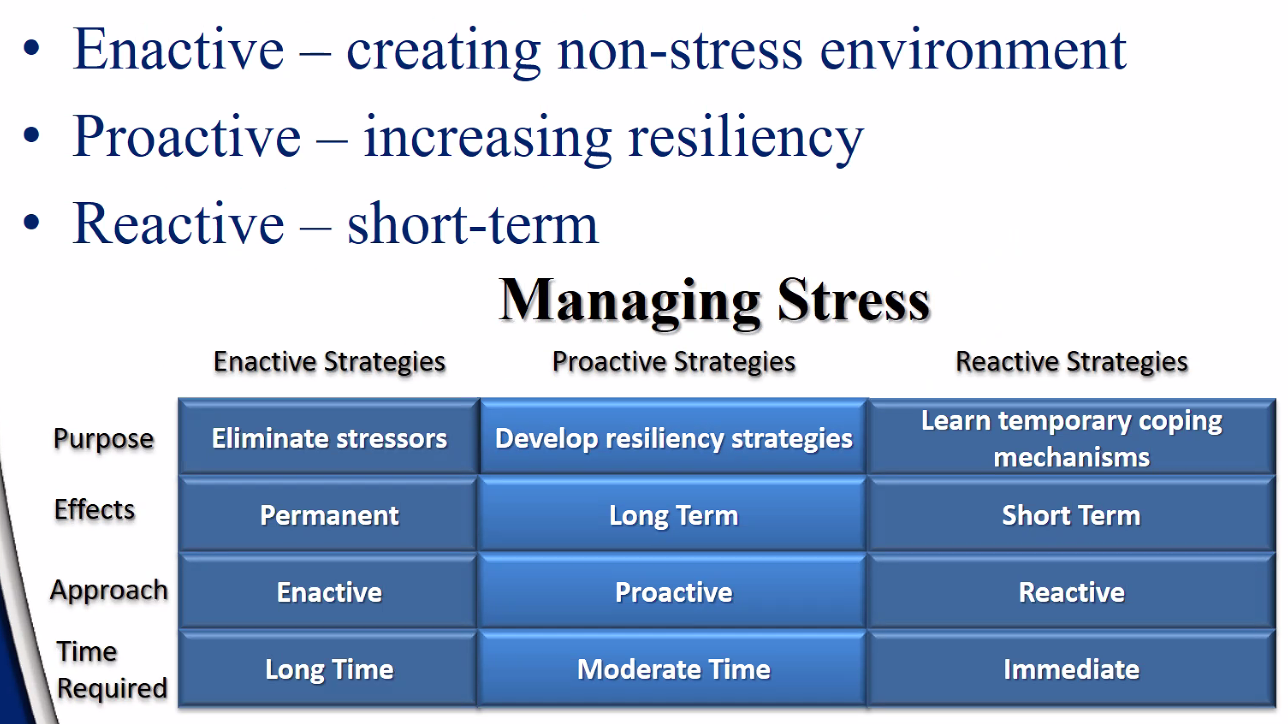 • Enactive – creating non-stress environment
• Proactive – increasing resiliency
• Reactive – short-term
Managing Stress
Enactive Strategies Proactive Strategies Reactive Strategies
Purpose Eliminate stressors Develop resiliency strategies Learn temporary coping
mechanisms
Effects Permanent Long Term Short Term
Approach Enactive Proactive Reactive
Time
Required Long Time Moderate Time Immediate